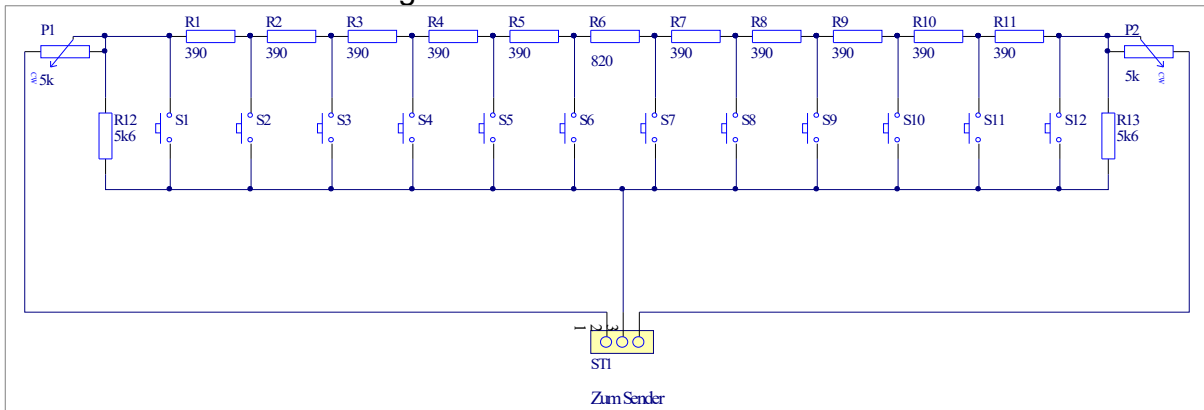 P1
R1
R2
R3
R4
R5
R6
R7
R8
R9
R10
R11
P2
390
390
390
390
390
820
390
390
390
390
390
cw
5k
5k
cw
R12
5k6
S1
S2
S3
S4
S5
S6
S7
S8
S9
S10
S11
S12
R13
5k6
1
2
3
ST1
Zum Sender